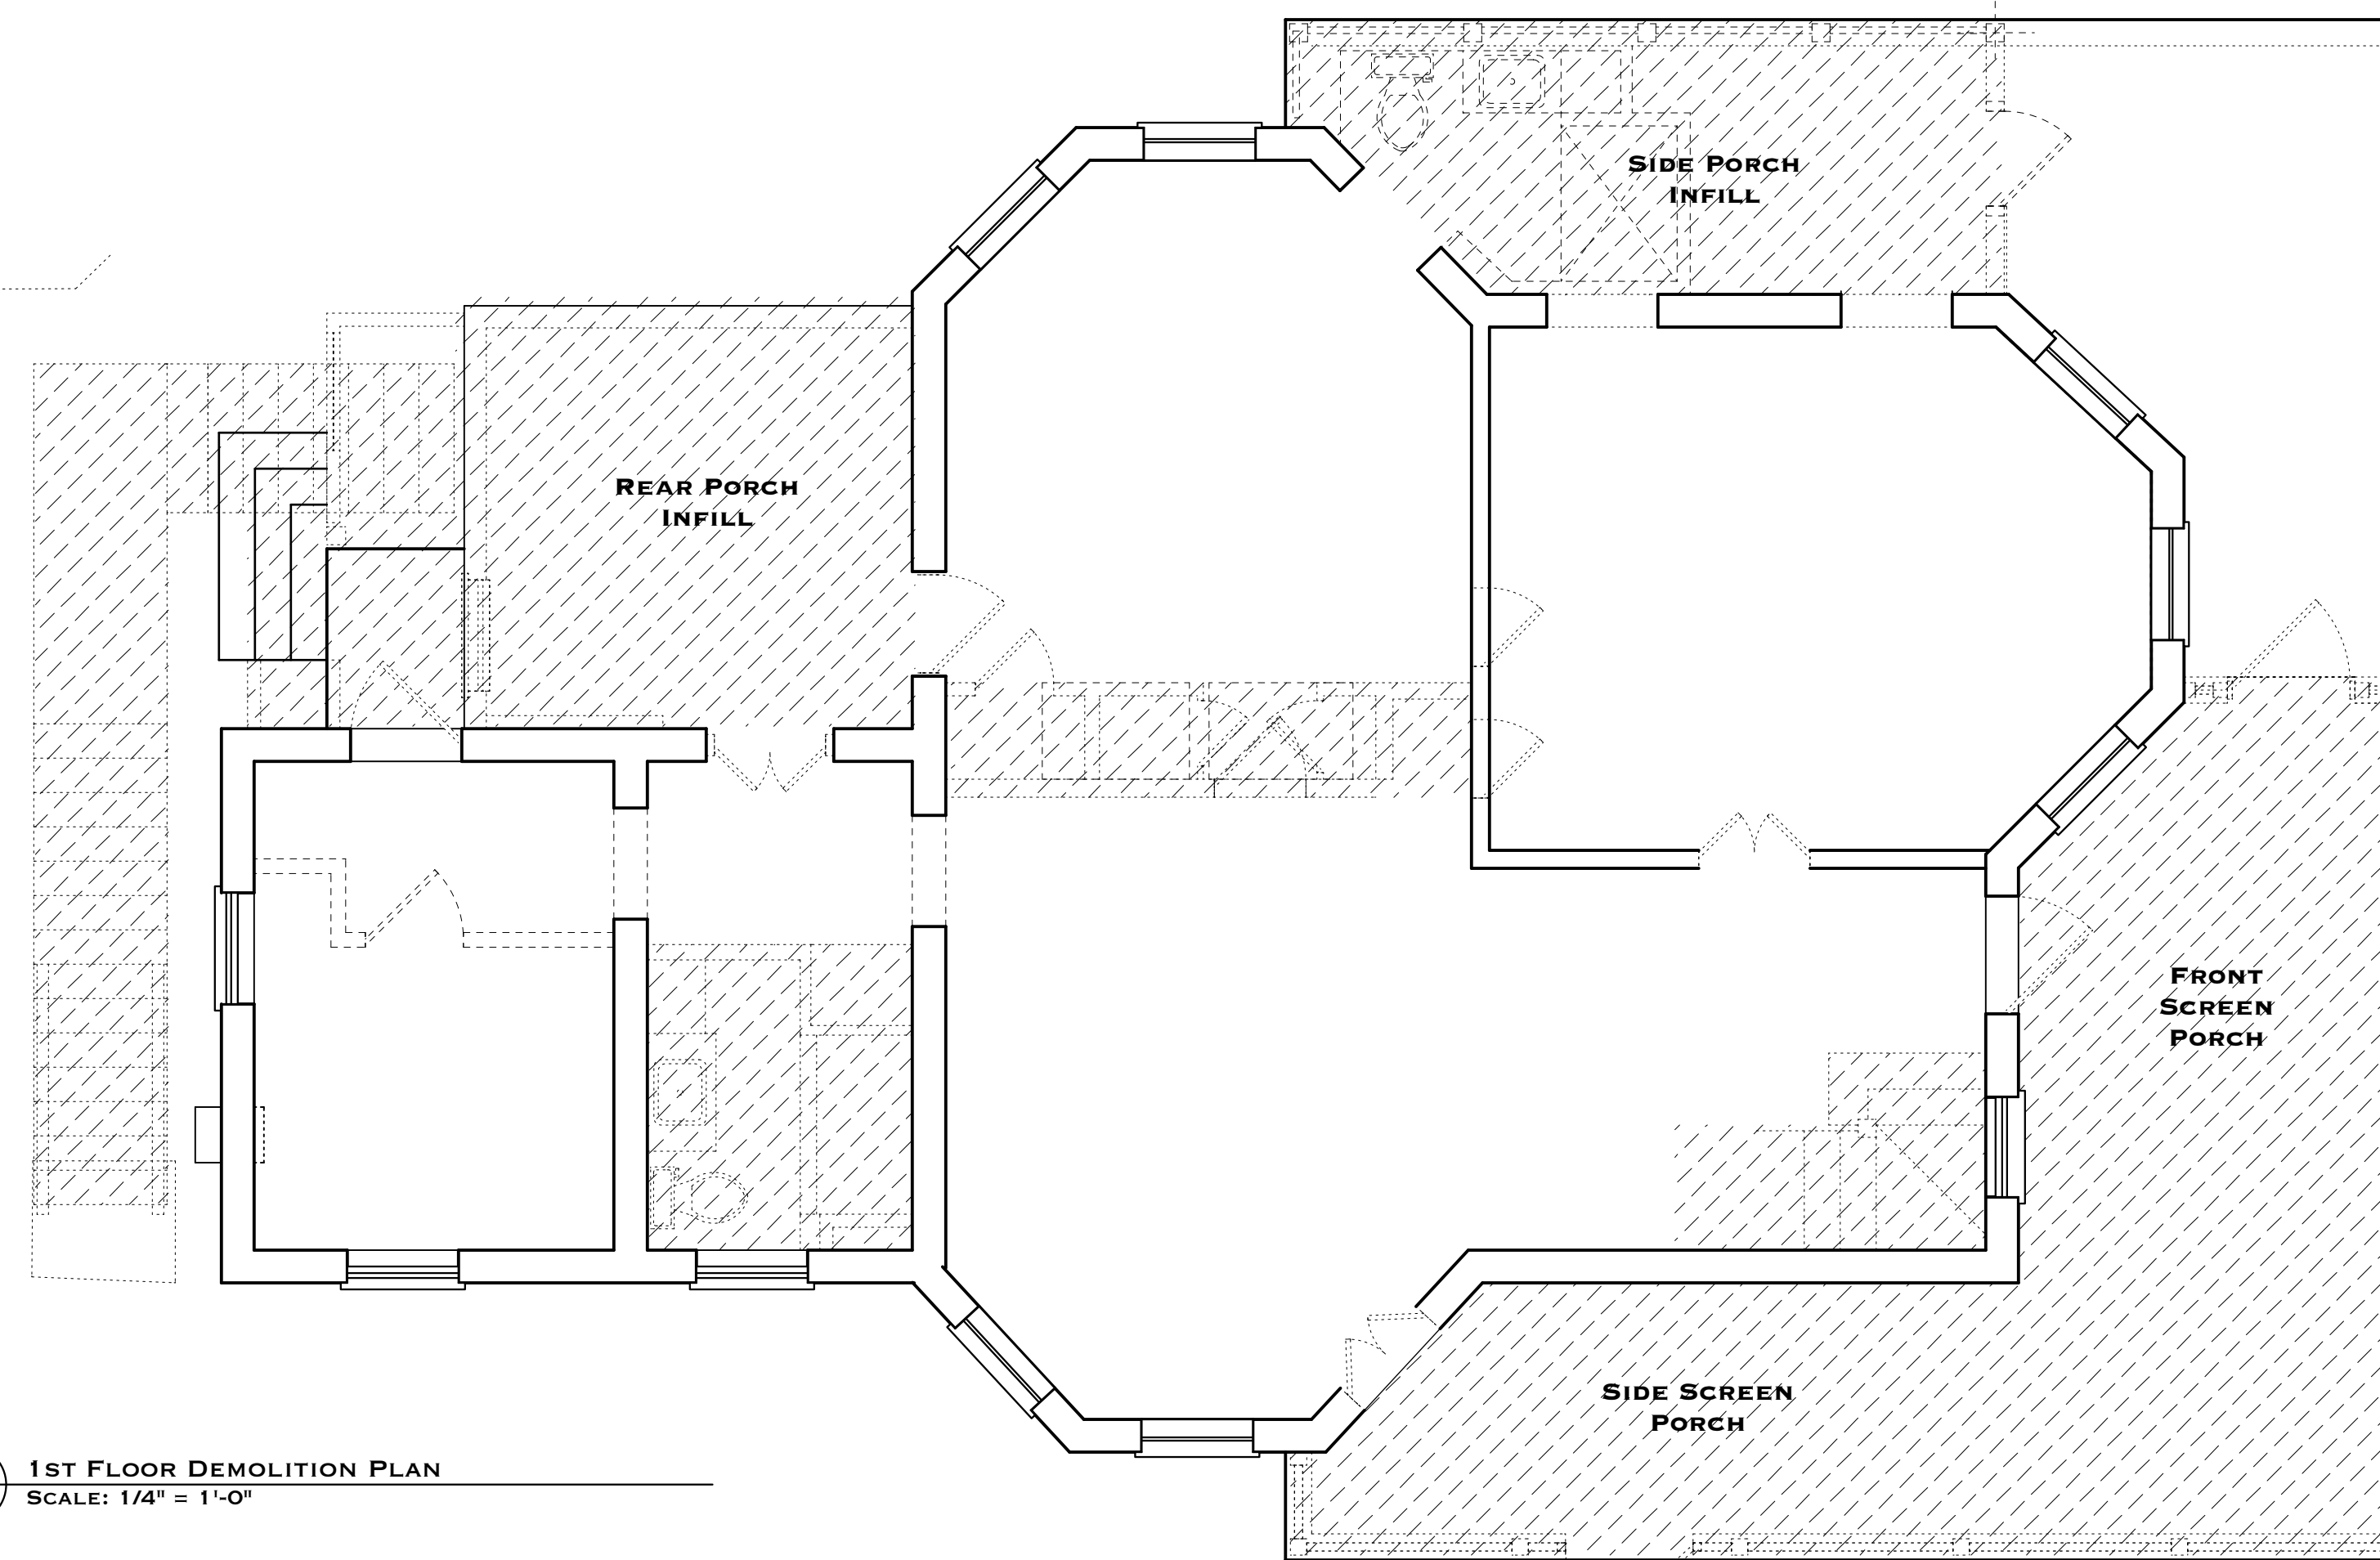 Side Porch
Infill
Rear Porch
Infill
Front
Screen
Porch
Side Screen
Porch
1st Floor Demolition Plan
Scale: 1/4" = 1'-0"